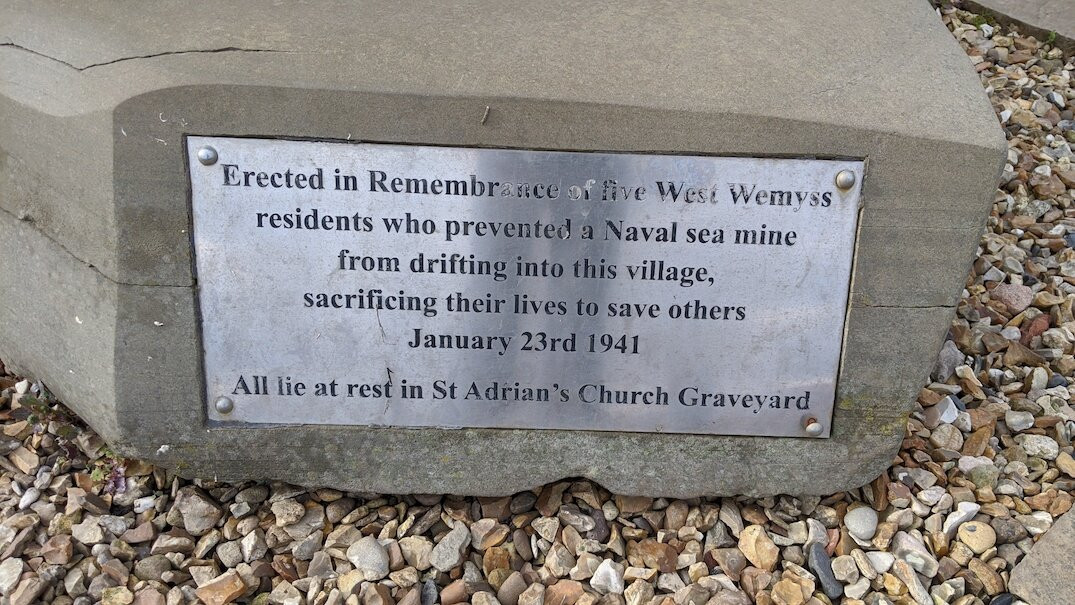 Erected in Remembrance of five West Wemyss
residents who prevented a Naval sea mine
from drifting into this village,
sacrificing their lives to save others
January 23rd 1941
All lie at rest in St Adrian's Church Graveyard